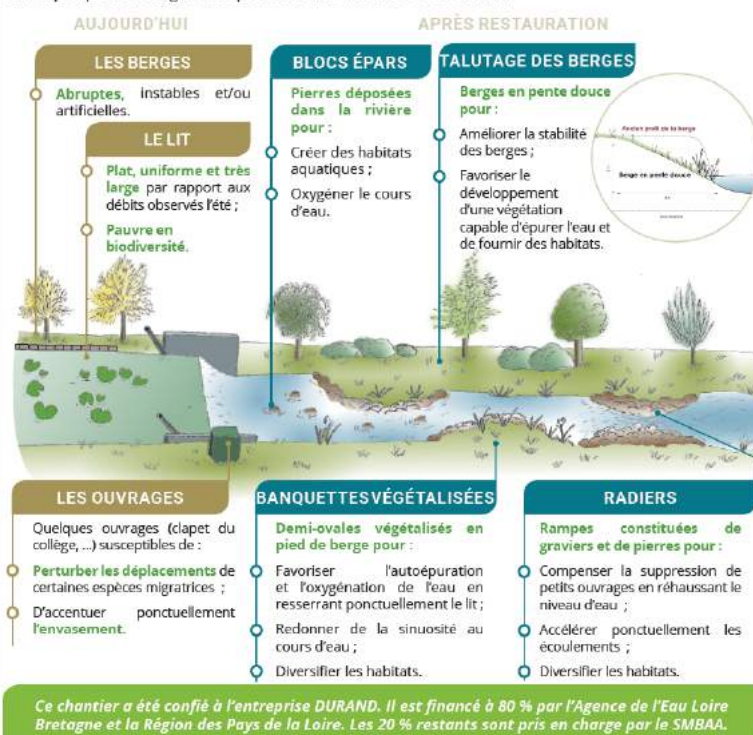 AUJOURD'HUI
APRÈS RESTAURATION
LES BERGES
Abruptes, instables et/ou
artificielles.
LE LIT
Plat, uniforme et très
large par rapport aux
débits observés l'été ;
Pauvre en
biodiversité.
BLOCS ÉPARS
Pierres déposées
dans la rivière
pour :
Créer des habitats
aquatiques ;
Oxygéner le cours
d'eau.
TALUTAGE DES BERGES
Berges en pente douce
pour :
Améliorer la stabilité
des berges ;
Favoriser le
développement
d'une végétation
capable d'épurer l'eau et
de fournir des habitats.
Ancien profil de la berge
Berge en pente douce
LES OUVRAGES
Quelques ouvrages (clapet du
collège, ...) susceptibles de :
Perturber les déplacements de
certaines espèces migratrices ;
D'accentuer ponctuellement
l'envasement.
BANQUETTES VÉGÉTALISÉES
Demi-ovales végétalisés en
pied de berge pour :
Favoriser l'autoépuration
et l'oxygénation de l'eau en
resserrant ponctuellement le lit ;
Redonner de la sinuosité au
cours d'eau ;
Diversifier les habitats.
RADIERS
Rampes constituées de
graviers et de pierres pour :
Compenser la suppression de
petits ouvrages en réhaussant le
niveau d'eau ;
Accélérer ponctuellement les
écoulements ;
Diversifier les habitats.
Ce chantier a été confié à l'entreprise DURAND. Il est financé à 80 % par l'Agence de l'Eau Loire
Bretagne et la Région des Pays de la Loire. Les 20 % restants sont pris en charge par le SMBAA.